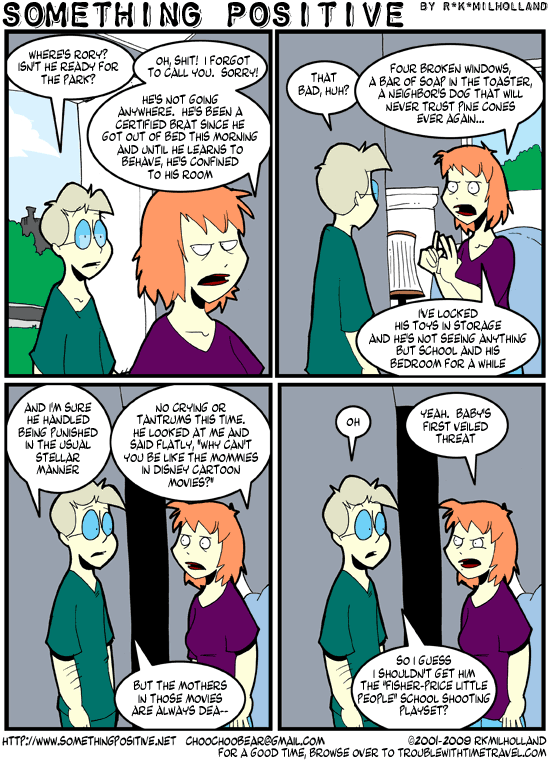 SOMETHING POSITIVE BY R*K*MILHOLLAND
WHERE'S RORY?
ISN'T HE READY FOR
THE PARK?
OH, SHIT! I FORGOT
TO CALL YOU. SORRY!
HE'S NOT GOING
ANYWHERE. HE'S BEEN A
CERTIFIED BRAT SINCE HE
GOT OUT OF BED THIS MORNING
AND UNTIL HE LEARNS TO
BEHAVE, HE'S CONFINED
TO HIS ROOM
THAT
BAD, HUH?
FOUR BROKEN WINDOWS,
A BAR OF SOAP IN THE TOASTER,
A NEIGHBOR'S DOG THAT WILL
NEVER TRUST PINE CONES
EVER AGAIN...
I'VE LOCKED
HIS TOYS IN STORAGE
AND HE'S NOT SEEING ANYTHING
BUT SCHOOL AND HIS
BEDROOM FOR A WHILE
AND I'M SURE
HE HANDLED
BEING PUNISHED
IN THE USUAL
STELLAR
MANNER
NO CRYING OR
TANTRUMS THIS TIME.
HE LOOKED AT ME AND
SAID FLATLY, "WHY CAN'T
YOU BE LIKE THE MOMMIES
IN DISNEY CARTOON
MOVIES?"
BUT THE MOTHERS
IN THOSE MOVIES
ARE ALWAYS DEA--
OH
YEAH. BABY'S
FIRST VEILED
THREAT
SO I GUESS
I SHOULDN'T GET HIM
THE "FISHER-PRICE LITTLE
PEOPLE" SCHOOL SHOOTING
PLAYSET?
HTTP://WWW.SOMETHINGPOSITIVE.NET CHOOCHOOBEAR@GMAIL.COM ©2001-2009 RKMILHOLLAND
FOR A GOOD TIME, BROWSE OVER TO TROUBLEWITHTIMETRAVEL.COM